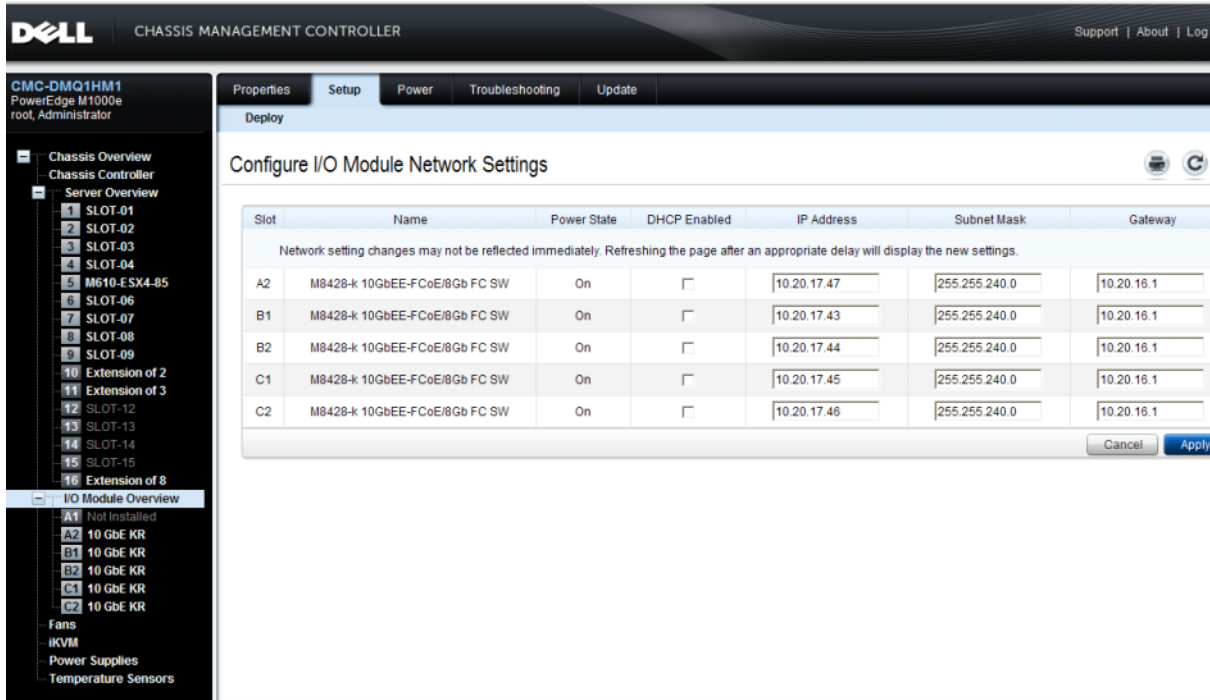 DELL
CHASSIS MANAGEMENT CONTROLLER
Support | About | Log
CMC-DMQ1HM1
PowerEdge M1000e
root, Administrator
Properties Setup Power Troubleshooting Update
Deploy
Chassis Overview
Chassis Controller
Server Overview
1 SLOT-01
2 SLOT-02
3 SLOT-03
4 SLOT-04
5 M610-ESX4-85
6 SLOT-06
7 SLOT-07
8 SLOT-08
9 SLOT-09
10 Extension of 2
11 Extension of 3
12 SLOT-12
13 SLOT-13
14 SLOT-14
15 SLOT-15
16 Extension of 8
I/O Module Overview
A1 Not Installed
A2 10 GbE KR
B1 10 GbE KR
B2 10 GbE KR
C1 10 GbE KR
C2 10 GbE KR
Fans
iKVM
Power Supplies
Temperature Sensors
Configure I/O Module Network Settings
Slot Name Power State DHCP Enabled IP Address Subnet Mask Gateway
Network setting changes may not be reflected immediately. Refreshing the page after an appropriate delay will display the new settings.
A2 M8428-k 10GbEE-FCoE/8Gb FC SW On 10.20.17.47 255.255.240.0 10.20.16.1
B1 M8428-k 10GbEE-FCoE/8Gb FC SW On 10.20.17.43 255.255.240.0 10.20.16.1
B2 M8428-k 10GbEE-FCoE/8Gb FC SW On 10.20.17.44 255.255.240.0 10.20.16.1
C1 M8428-k 10GbEE-FCoE/8Gb FC SW On 10.20.17.45 255.255.240.0 10.20.16.1
C2 M8428-k 10GbEE-FCoE/8Gb FC SW On 10.20.17.46 255.255.240.0 10.20.16.1
Cancel Apply